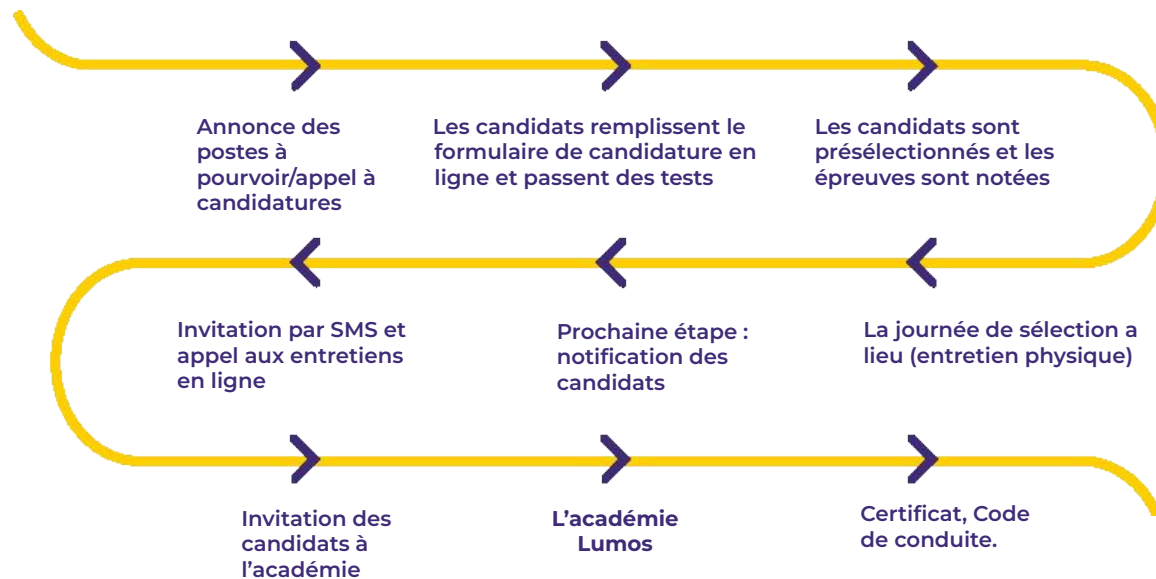 Annonce des
postes à
pourvoir/appel à
candidatures
Les candidats remplissent le
formulaire de candidature en
ligne et passent des tests
Les candidats sont
présélectionnés et les
épreuves sont notées
La journée de sélection a
lieu (entretien physique)
Prochaine étape :
notification des
candidats
Invitation par SMS et
appel aux entretiens
en ligne
Invitation des
candidats à
l’académie
L’académie
Lumos
Certificat, Code
de conduite.